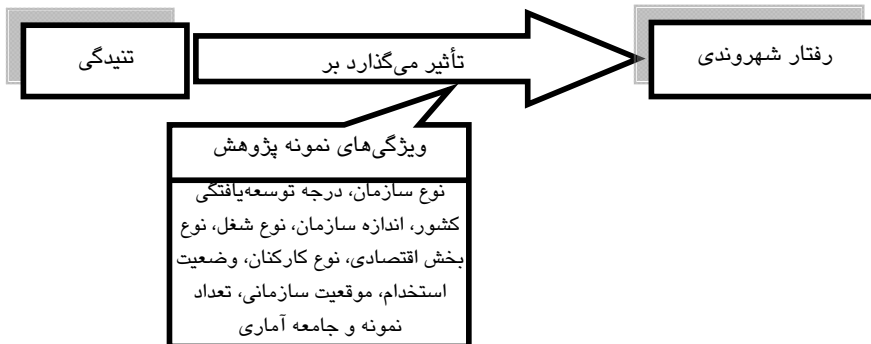 رفتار شهروندی
تأثیر می‌گذارد بر
تنیدگی
ویژگی‌های نمونه پژوهش
نوع سازمان، درجه توسعه‌یافتگی
کشور، اندازه سازمان، نوع شغل، نوع
بخش اقتصادی، نوع کارکنان، وضعیت
استخدام، موقعیت سازمانی، تعداد
نمونه و جامعه آماری